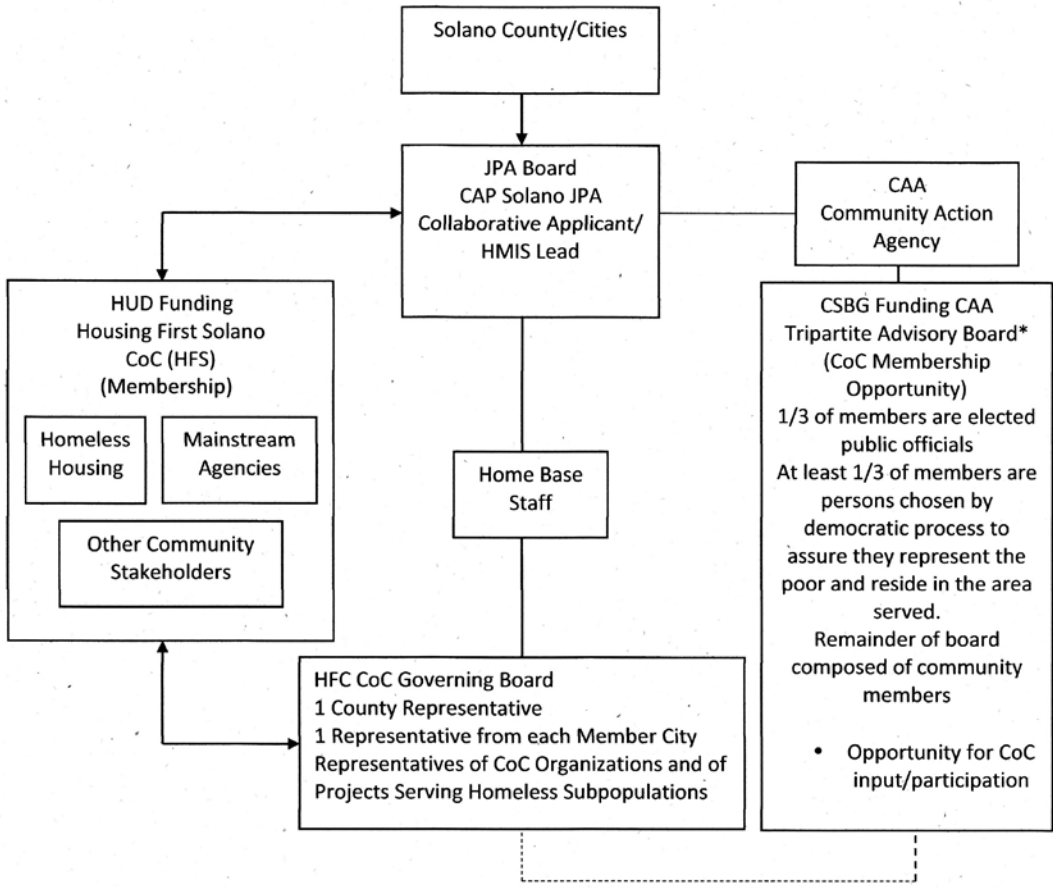 Solano County/Cities
JPA Board
CAP Solano JPA
Collaborative Applicant/
HMIS Lead
CAA
Community Action
Agency
HUD Funding
Housing First Solano
CoC (HFS)
(Membership)
Homeless
Housing
Mainstream
Agencies
Other Community
Stakeholders
Home Base
Staff
CSBG Funding CAA
Tripartite Advisory Board*
(CoC Membership
Opportunity)
1/3 of members are elected
public officials
At least 1/3 of members are
persons chosen by
democratic process to
assure they represent the
poor and reside in the area
served.
Remainder of board
composed of community
members
• Opportunity for CoC
input/participation
HFC CoC Governing Board
1 County Representative
1 Representative from each Member City
Representatives of CoC Organizations and of
Projects Serving Homeless Subpopulations